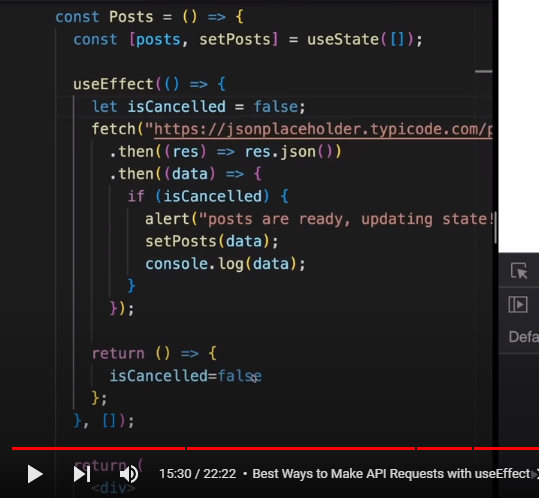 const Posts = () => {
const [posts, setPosts] = useState([]);
useEffect(() => {
let isCancelled = false;
fetch("https://jsonplaceholder.typicode.com/p
.then((res) => res.json())
.then((data) => {
if (isCancelled) {
alert("posts are ready, updating state!
setPosts(data);
console.log(data);
}
});
return () => {
isCancelled=false
};
}, []);
return (
<div>
15:30 / 22:22 • Best Ways to Make API Requests with useEffect
Defa